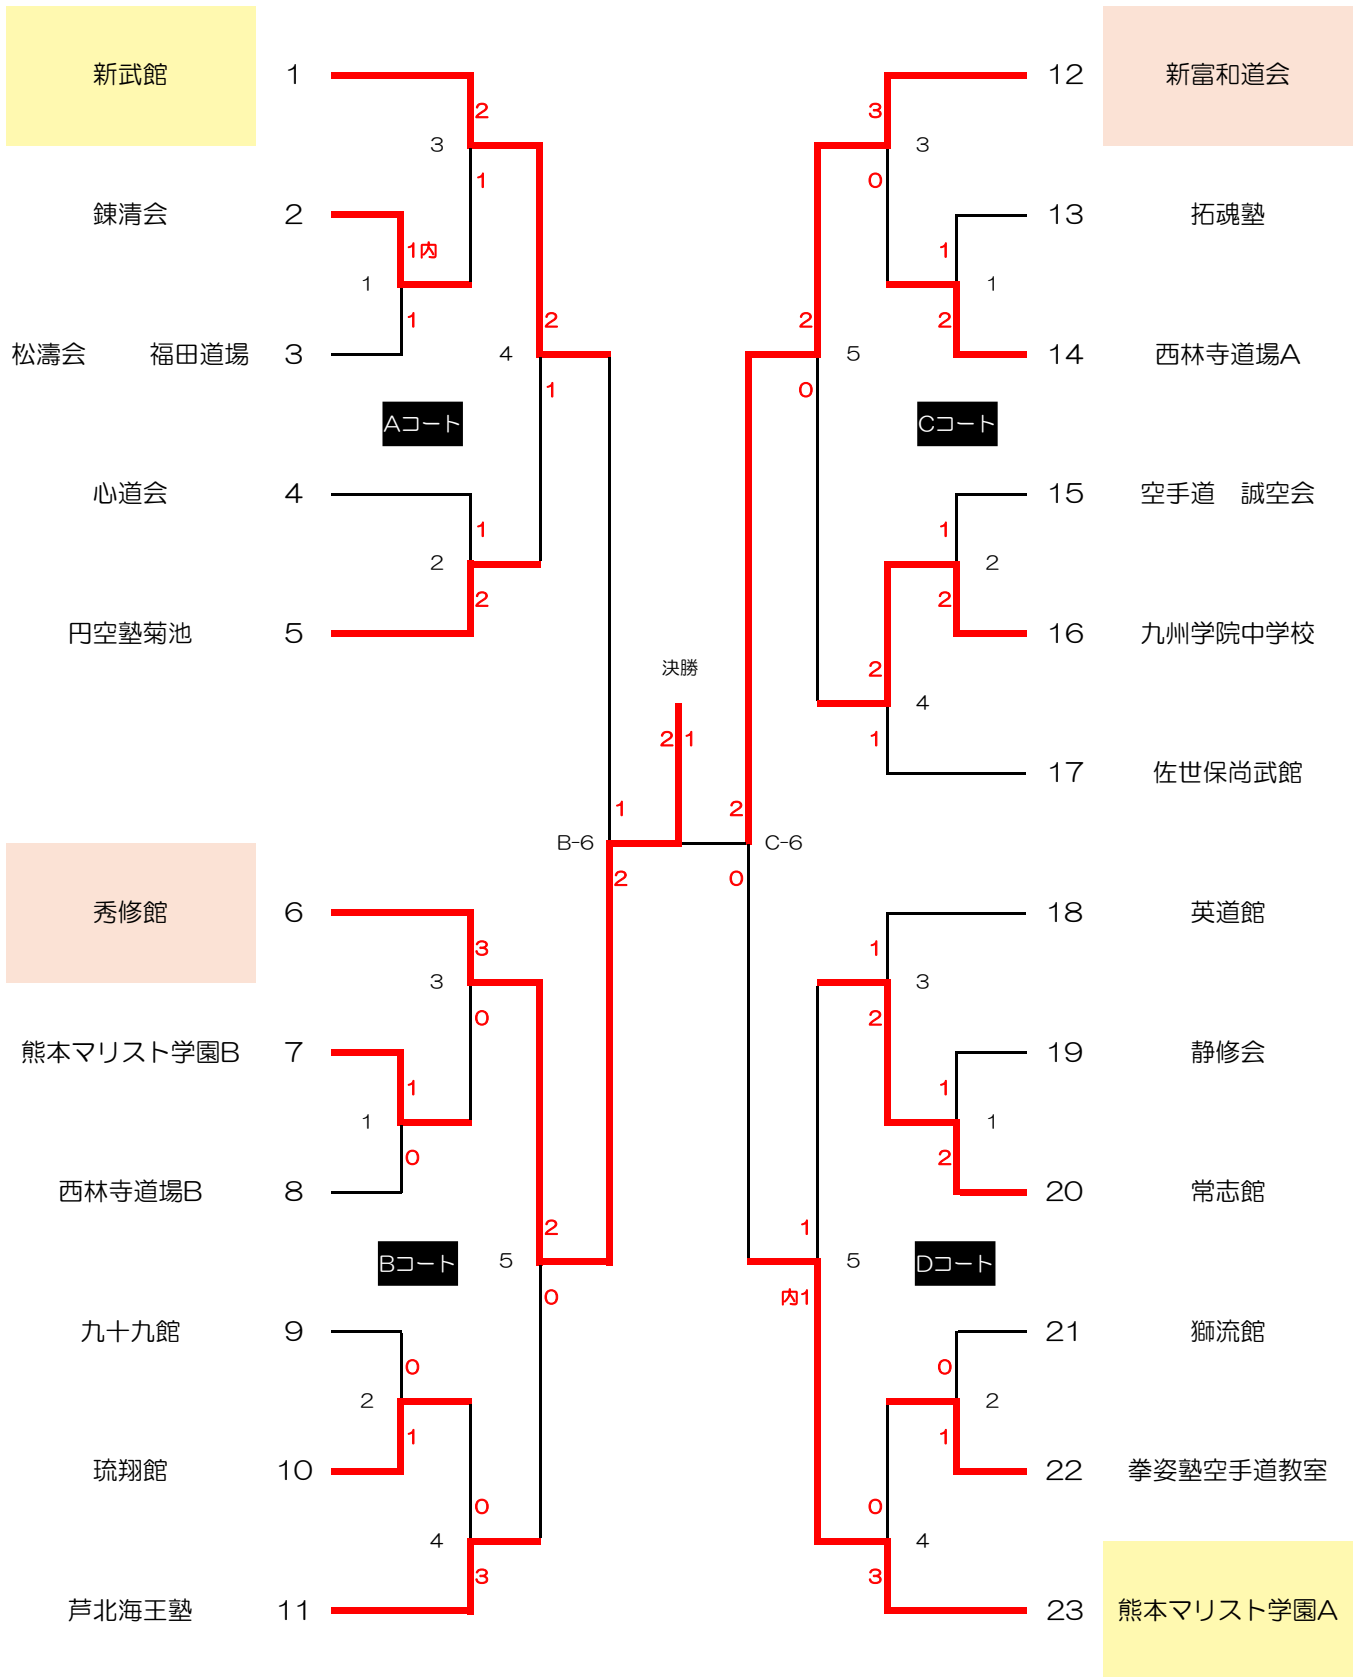 新武館 1
2
3
1
錬清会 2
1内
1
1
松濤会 福田道場 3
2
4
1
Aコート
心道会 4
1
2
2
円空塾菊池 5
決勝
2 1
1
B-6
2
秀修館 6
3
3
0
熊本マリスト学園B 7
1
1
0
西林寺道場B 8
2
Bコート
5
0
九十九館 9
0
2
1
琉翔館 10
0
4
3
芦北海王塾 11
12 新富和道会
3
3
0
13 拓魂塾
1
1
2
14 西林寺道場A
2
5
0
Cコート
15 空手道 誠空会
1
2
2
16 九州学院中学校
2
4
1
17 佐世保尚武館
2
C-6
0
18 英道館
1
3
2
19 静修会
1
1
2
20 常志館
1
5
Dコート
内1
21 獅流館
0
2
1
22 拳姿塾空手道教室
0
4
3
23 熊本マリスト学園A